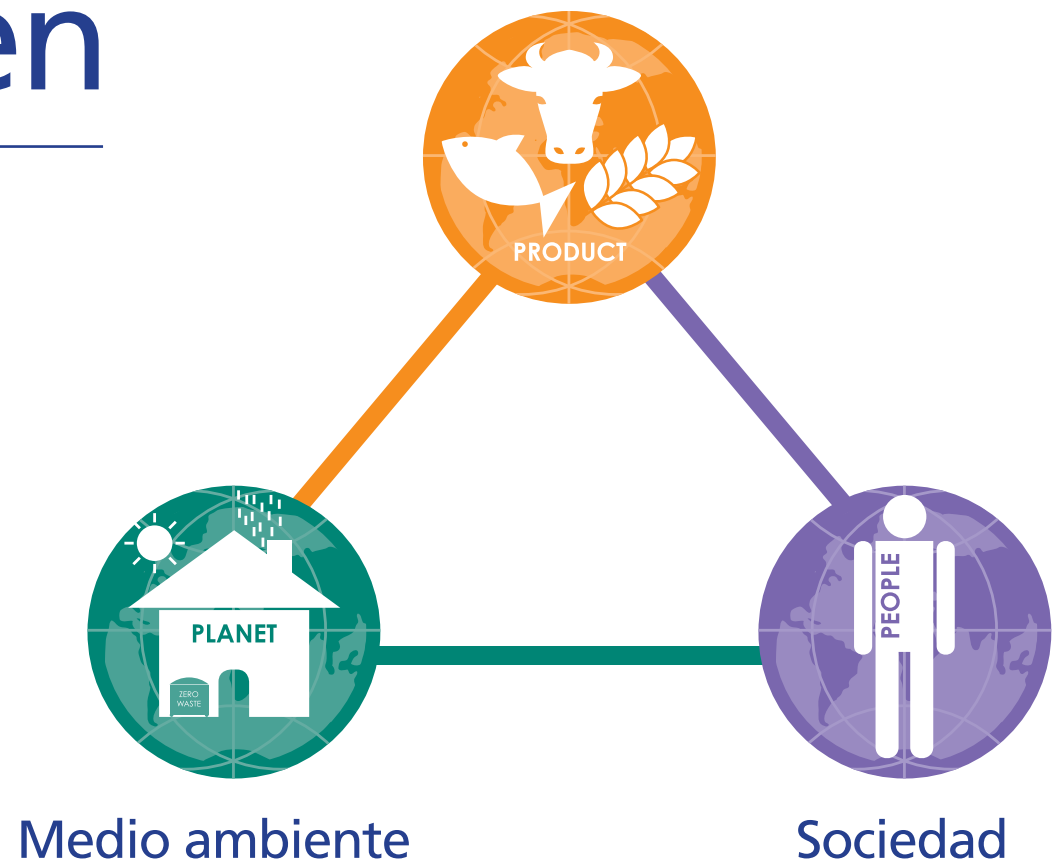 en
PRODUCT
PLANET
ZERO
WASTE
PEOPLE
Medio ambiente
Sociedad